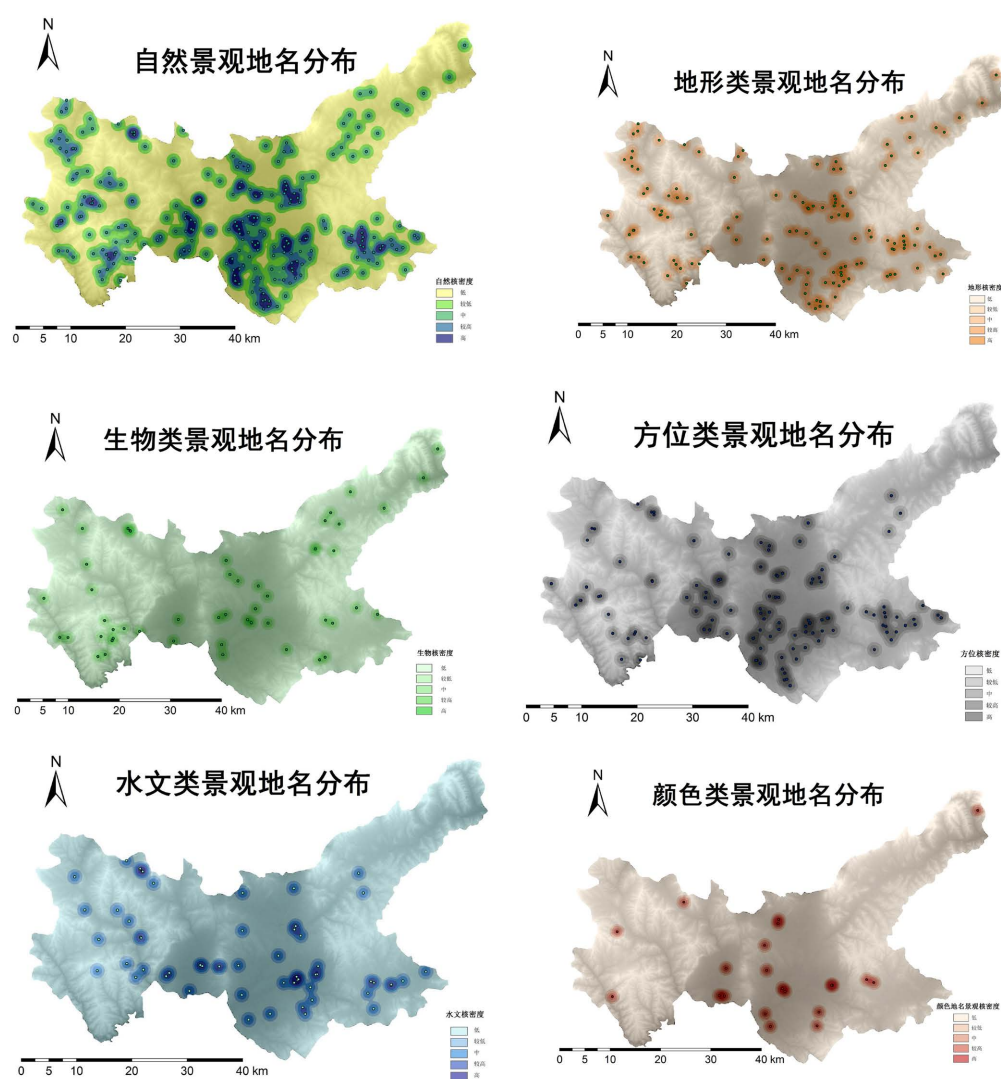 N
自然景观地名分布
自然核密度
低
较低
中
较高
高
0 5 10 20 30 40 km
N
地形类景观地名分布
地形核密度
低
较低
中
较高
高
0 5 10 20 30 40 km
N
生物类景观地名分布
生物核密度
低
较低
中
较高
高
0 5 10 20 30 40 km
N
方位类景观地名分布
方位核密度
低
较低
中
较高
高
0 5 10 20 30 40 km
N
水文类景观地名分布
水文核密度
低
较低
中
较高
高
0 5 10 20 30 40 km
N
颜色类景观地名分布
颜色地名景观核密度
低
较低
中
较高
高
0 5 10 20 30 40 km